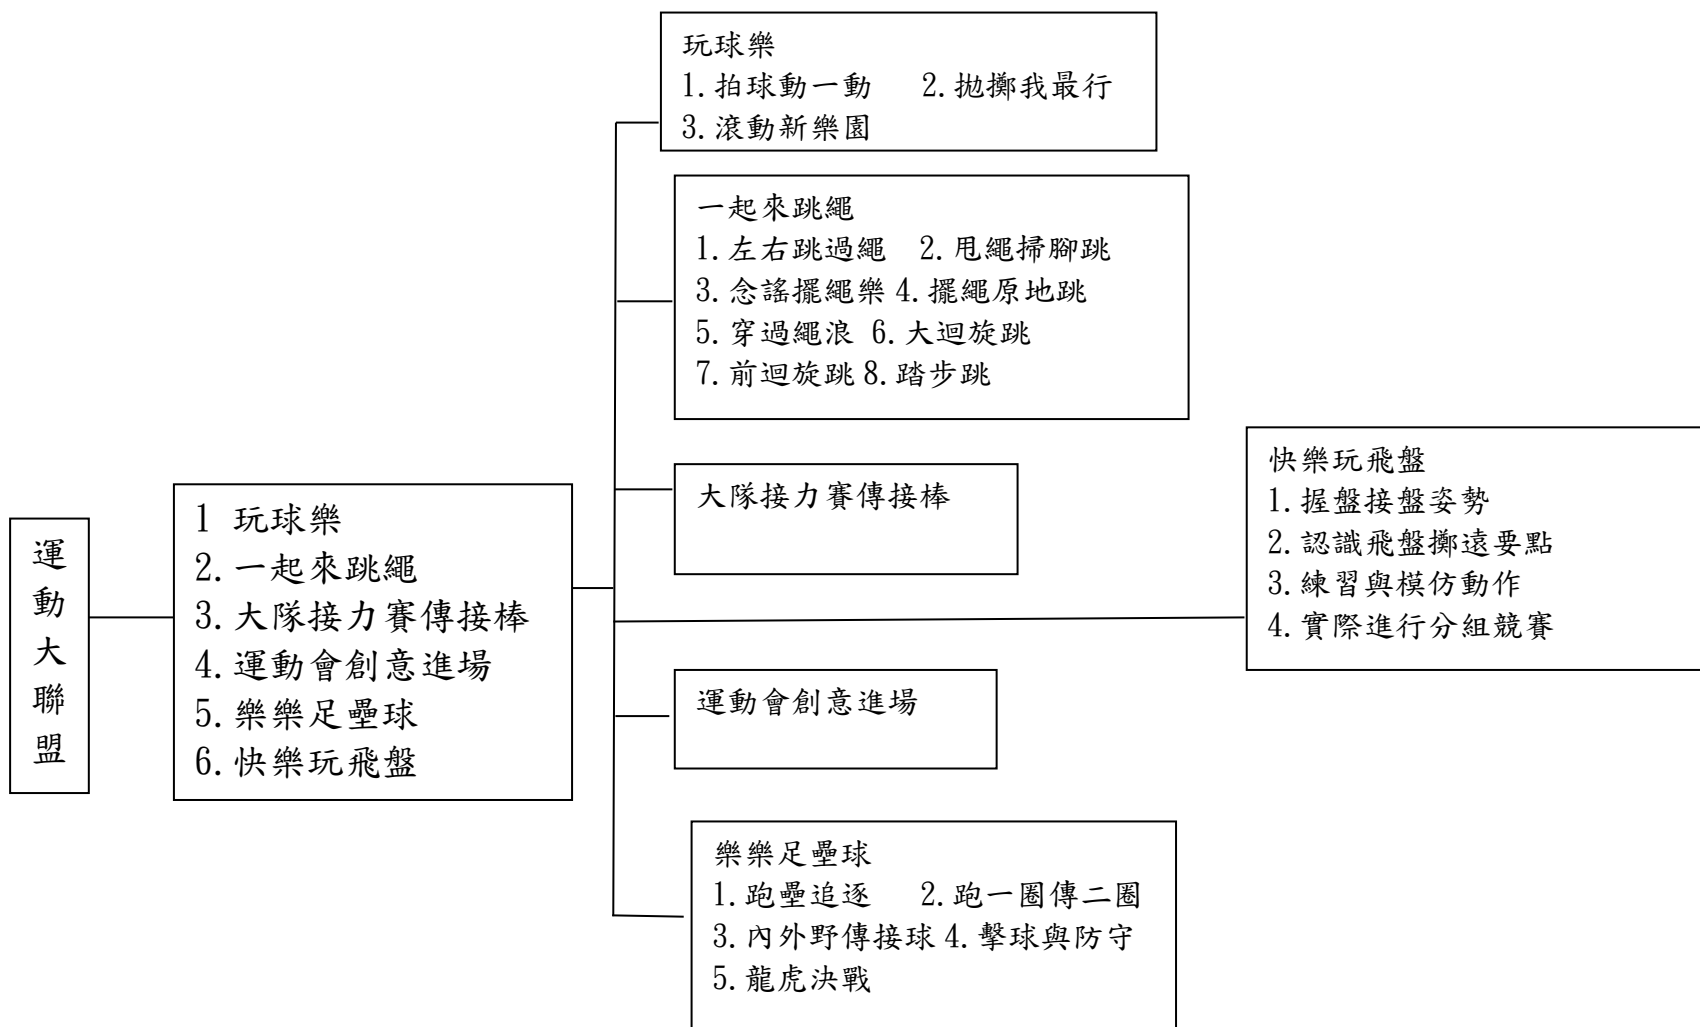 運動大聯盟
1 玩球樂
2.一起來跳繩
3.大隊接力賽傳接棒
4.運動會創意進場
5.樂樂足壘球
6.快樂玩飛盤
玩球樂
1.拍球動一動 2.拋擲我最行
3.滾動新樂園
一起來跳繩
1.左右跳過繩 2.甩繩掃腳跳
3.念謠擺繩樂 4.擺繩原地跳
5.穿過繩浪 6.大迴旋跳
7.前迴旋跳 8.踏步跳
大隊接力賽傳接棒
快樂玩飛盤
1.握盤接盤姿勢
2.認識飛盤擲遠要點
3.練習與模仿動作
4.實際進行分組競賽
運動會創意進場
樂樂足壘球
1.跑壘追逐 2.跑一圈傳二圈
3.內外野傳接球 4.擊球與防守
5.龍虎決戰